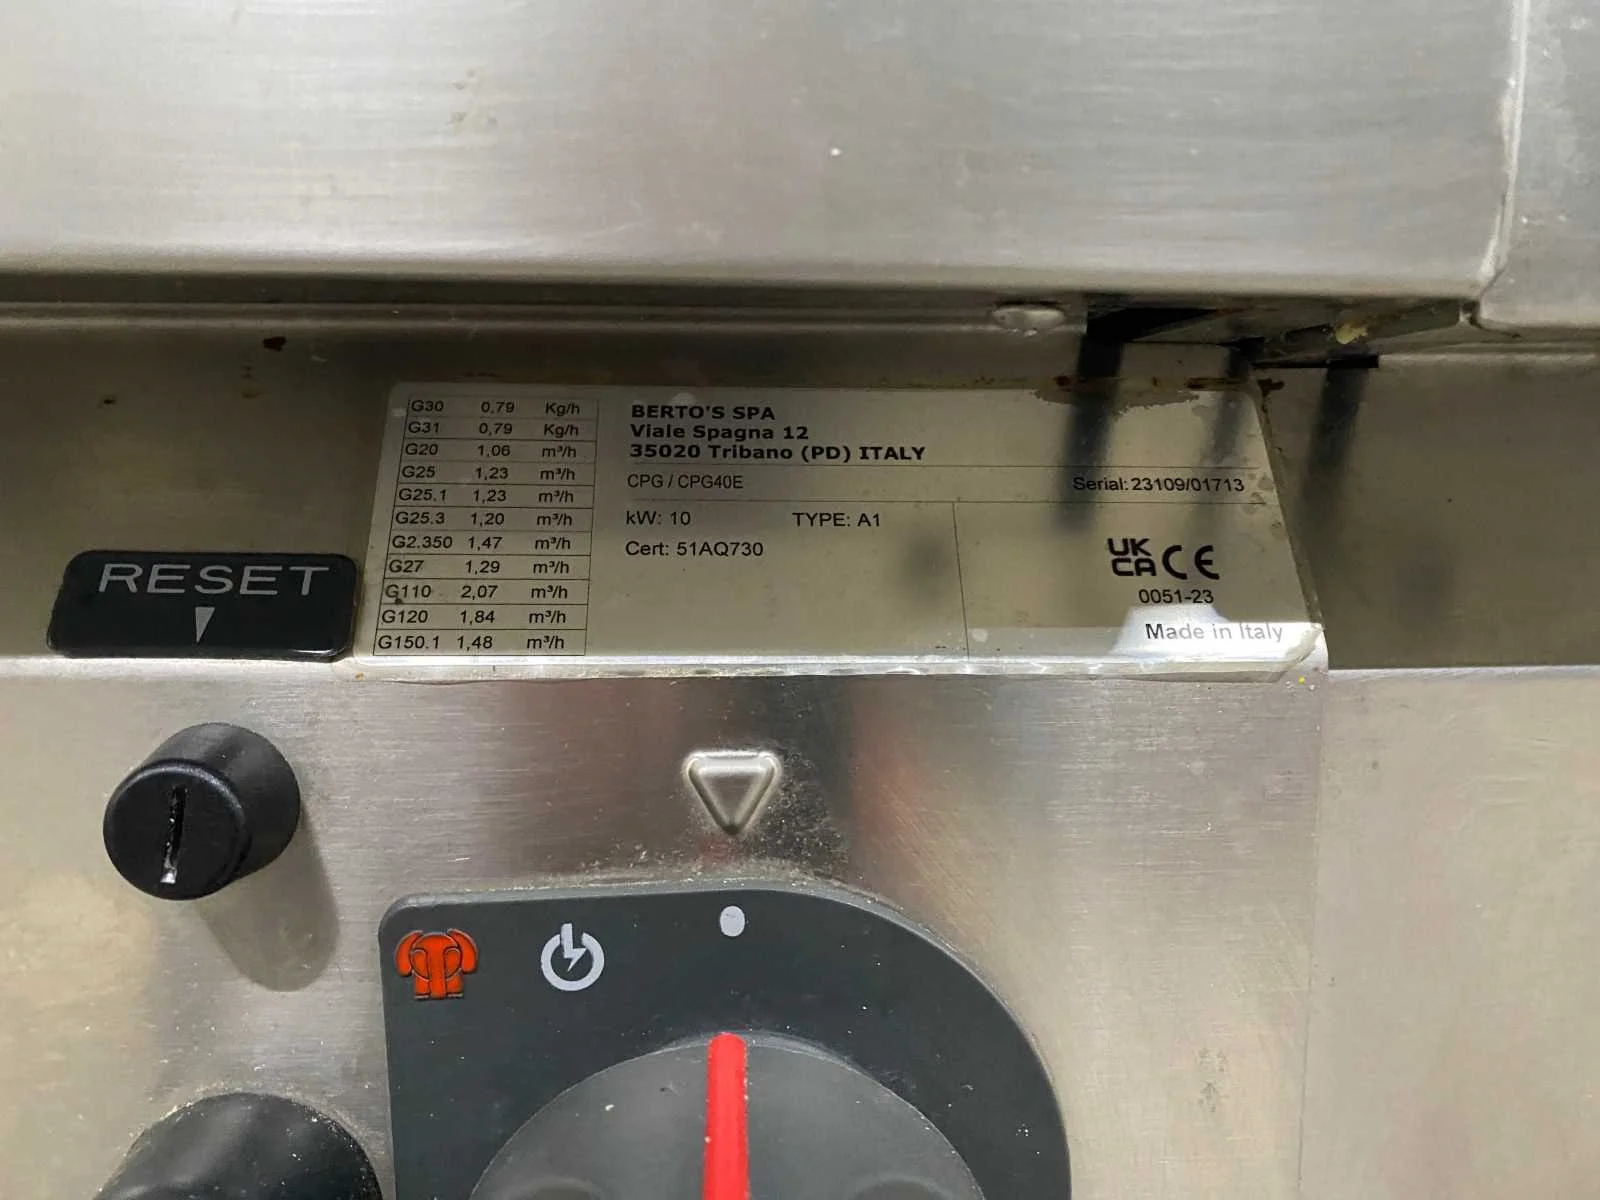 G30 0,79 Kg/h
G31 0,79 Kg/h
G20 1,06 m³/h
G25 1,23 m³/h
G25.1 1,23 m³/h
G25.3 1,20 m³/h
G2.350 1,47 m³/h
G27 1,29 m³/h
G110 2,07 m³/h
G120 1,84 m³/h
G150.1 1,48 m³/h
BERTO'S SPA
Viale Spagna 12
35020 Tribano (PD) ITALY
CPG / CPG40E Serial: 23109/01713
kW: 10 TYPE: A1
Cert: 51AQ730
UK
CA CE
0051-23
Made in Italy
RESET